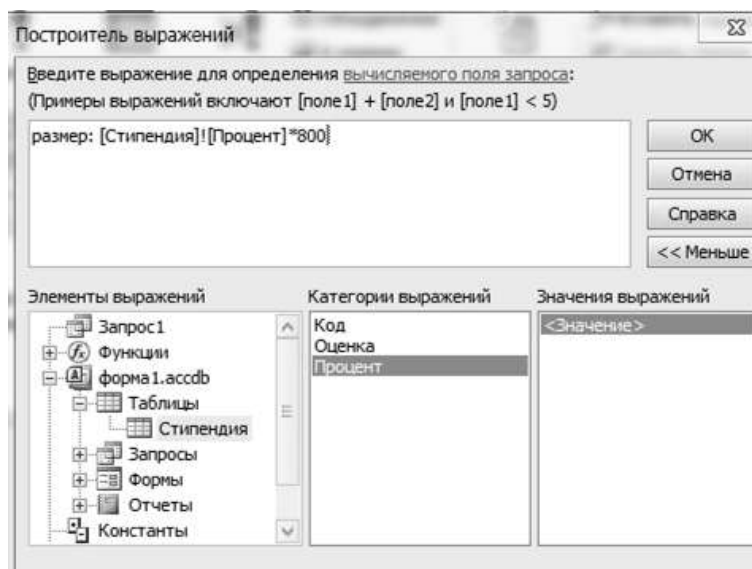 Построитель выражений
Введите выражение для определения вычисляемого поля запроса:
(Примеры выражений включают [поле1] + [поле2] и [поле1] < 5)
размер: [Стипендия]![Процент]*800
ОК
Отмена
Справка
<< Меньше
Элементы выражений
Категории выражений
Значения выражений
Запрос1
Функции
форма1.accdb
Таблицы
Стипендия
Запросы
Формы
Отчеты
Константы
Код
Оценка
Процент
<Значение>